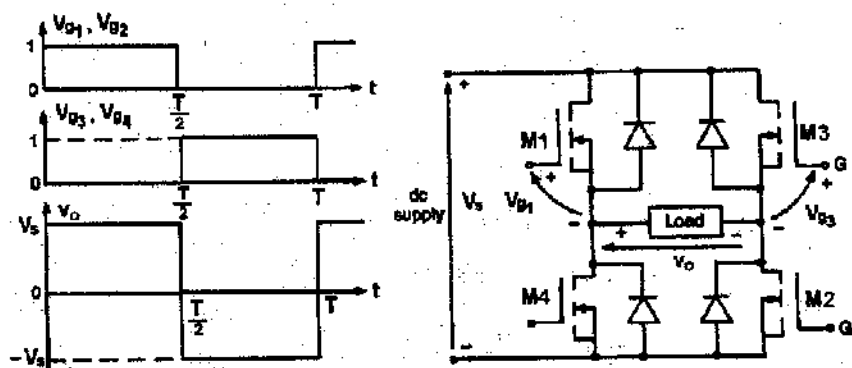 Vg1, Vg2
1
0
T/2
T
t
Vg3, Vg4
1
0
T/2
T
t
Vs
vo
0
T/2
T
t
-Vs
+
M1
M3
G
+
+
dc supply
Vs
Vg1
-
+
Load
-
-
Vg3
vo
M4
M2
G
-